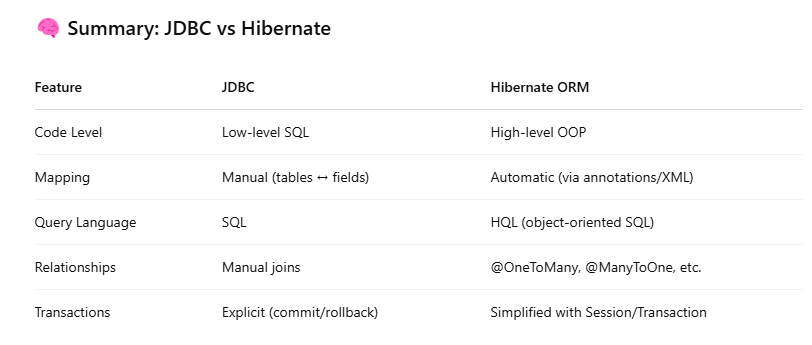 🧠 Summary: JDBC vs Hibernate
Feature JDBC Hibernate ORM
Code Level Low-level SQL High-level OOP
Mapping Manual (tables ↔ fields) Automatic (via annotations/XML)
Query Language SQL HQL (object-oriented SQL)
Relationships Manual joins @OneToMany, @ManyToOne, etc.
Transactions Explicit (commit/rollback) Simplified with Session/Transaction